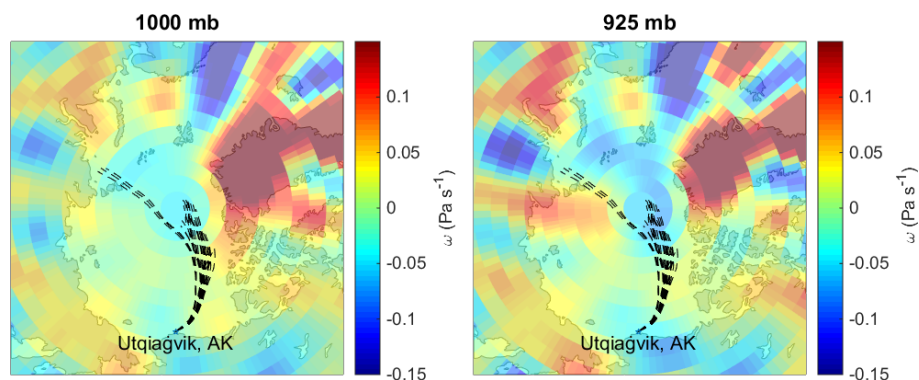 1000 mb
0.1
0.05
0
-0.05
-0.1
-0.15
ω (Pa s⁻¹)
Utqiaġvik, AK
925 mb
0.1
0.05
0
-0.05
-0.1
-0.15
ω (Pa s⁻¹)
Utqiaġvik, AK